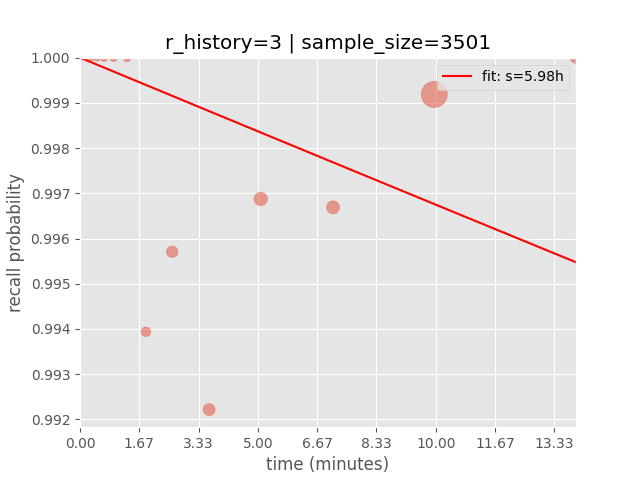 r_history=3 | sample_size=3501
fit: s=5.98h
recall probability
1.000
0.999
0.998
0.997
0.996
0.995
0.994
0.993
0.992
0.00 1.67 3.33 5.00 6.67 8.33 10.00 11.67 13.33
time (minutes)